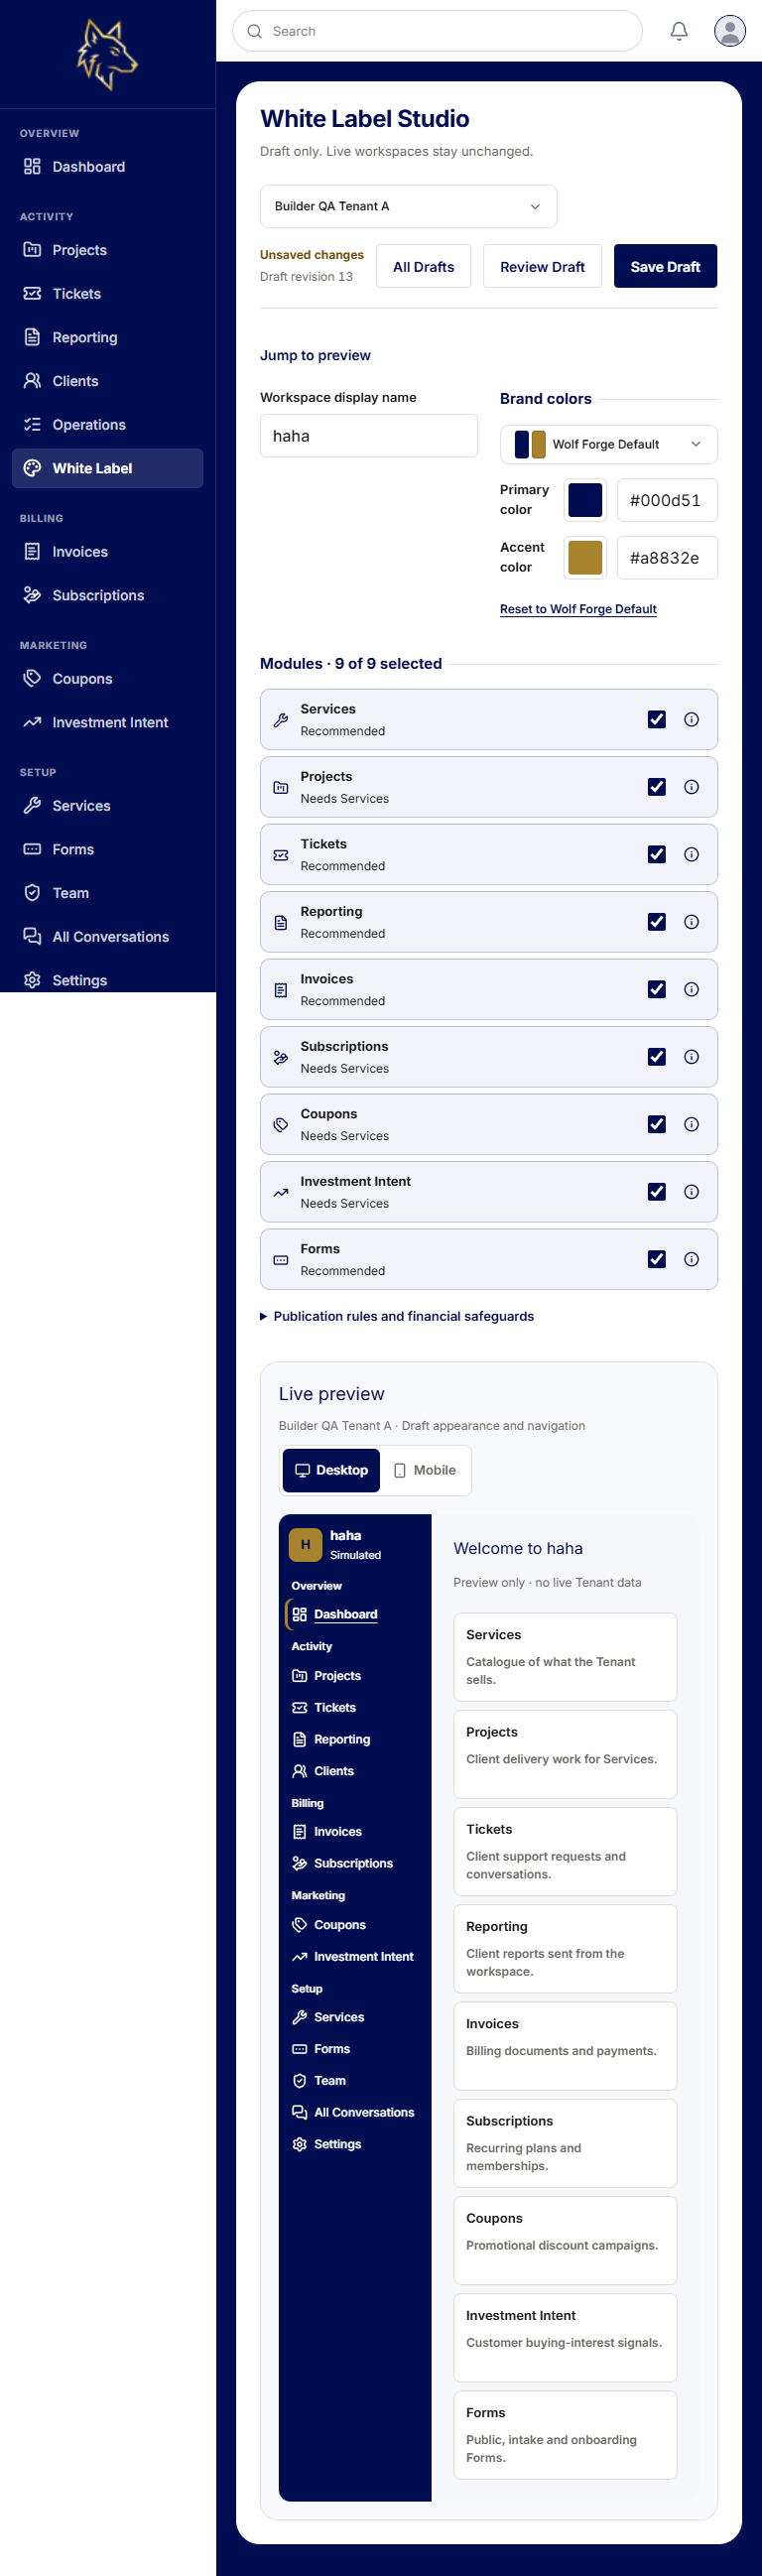 Search
OVERVIEW
Dashboard
ACTIVITY
Projects
Tickets
Reporting
Clients
Operations
White Label
BILLING
Invoices
Subscriptions
MARKETING
Coupons
Investment Intent
SETUP
Services
Forms
Team
All Conversations
Settings
White Label Studio
Draft only. Live workspaces stay unchanged.
Builder QA Tenant A
Unsaved changes
Draft revision 13
All Drafts
Review Draft
Save Draft
Jump to preview
Workspace display name
haha
Brand colors
Wolf Forge Default
Primary
color
#000d51
Accent
color
#a8832e
Reset to Wolf Forge Default
Modules · 9 of 9 selected
Services
Recommended
Projects
Needs Services
Tickets
Recommended
Reporting
Recommended
Invoices
Recommended
Subscriptions
Needs Services
Coupons
Needs Services
Investment Intent
Needs Services
Forms
Recommended
Publication rules and financial safeguards
Live preview
Builder QA Tenant A · Draft appearance and navigation
Desktop
Mobile
H
haha
Simulated
Overview
Dashboard
Activity
Projects
Tickets
Reporting
Clients
Billing
Invoices
Subscriptions
Marketing
Coupons
Investment Intent
Setup
Services
Forms
Team
All Conversations
Settings
Welcome to haha
Preview only · no live Tenant data
Services
Catalogue of what the Tenant
sells.
Projects
Client delivery work for Services.
Tickets
Client support requests and
conversations.
Reporting
Client reports sent from the
workspace.
Invoices
Billing documents and payments.
Subscriptions
Recurring plans and
memberships.
Coupons
Promotional discount campaigns.
Investment Intent
Customer buying-interest signals.
Forms
Public, intake and onboarding
Forms.